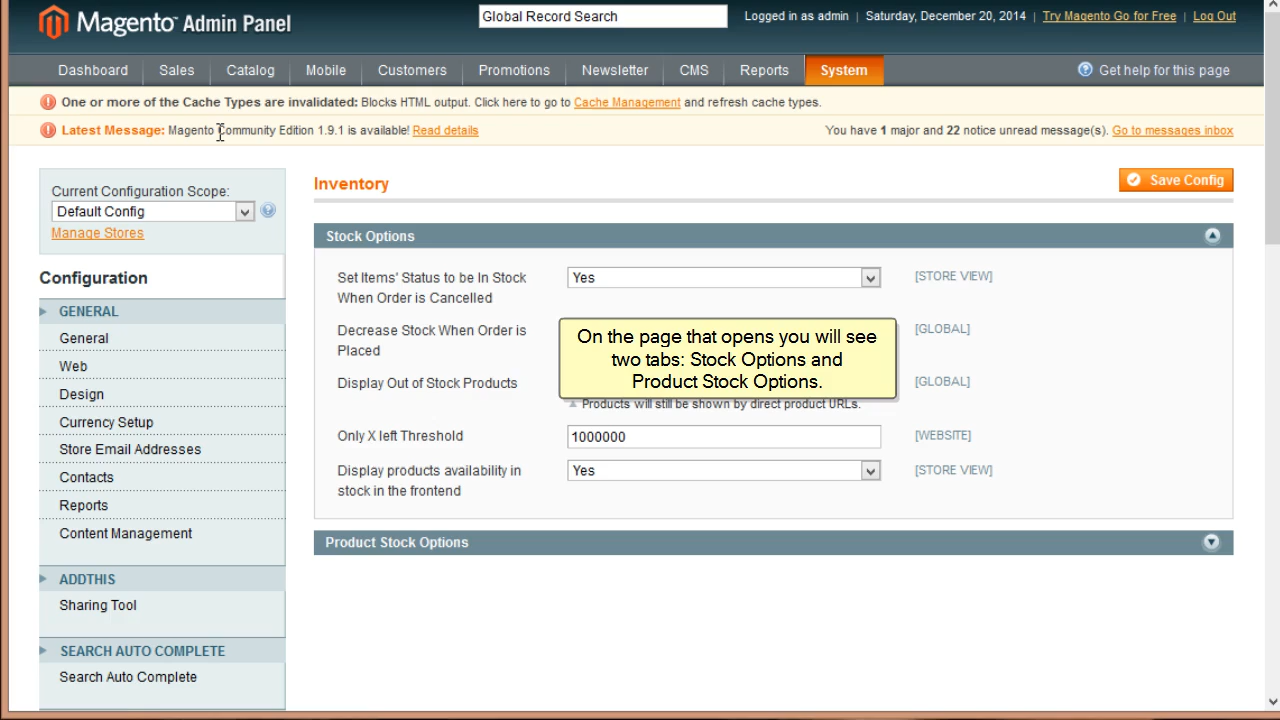 Magento Admin Panel
Global Record Search
Logged in as admin | Saturday, December 20, 2014 | Try Magento Go for Free | Log Out
Dashboard Sales Catalog Mobile Customers Promotions Newsletter CMS Reports System Get help for this page
One or more of the Cache Types are invalidated: Blocks HTML output. Click here to go to Cache Management and refresh cache types.
Latest Message: Magento Community Edition 1.9.1 is available! Read details You have 1 major and 22 notice unread message(s). Go to messages inbox
Current Configuration Scope:
Default Config
Manage Stores
Configuration
GENERAL
General
Web
Design
Currency Setup
Store Email Addresses
Contacts
Reports
Content Management
ADDTHIS
Sharing Tool
SEARCH AUTO COMPLETE
Search Auto Complete
Inventory
Save Config
Stock Options
Set Items' Status to be In Stock
When Order is Cancelled
Yes
[STORE VIEW]
Decrease Stock When Order is
Placed
[GLOBAL]
On the page that opens you will see
two tabs: Stock Options and
Product Stock Options.
Display Out of Stock Products
[GLOBAL]
Products will still be shown by direct product URLs.
Only X left Threshold
1000000
[WEBSITE]
Display products availability in
stock in the frontend
Yes
[STORE VIEW]
Product Stock Options